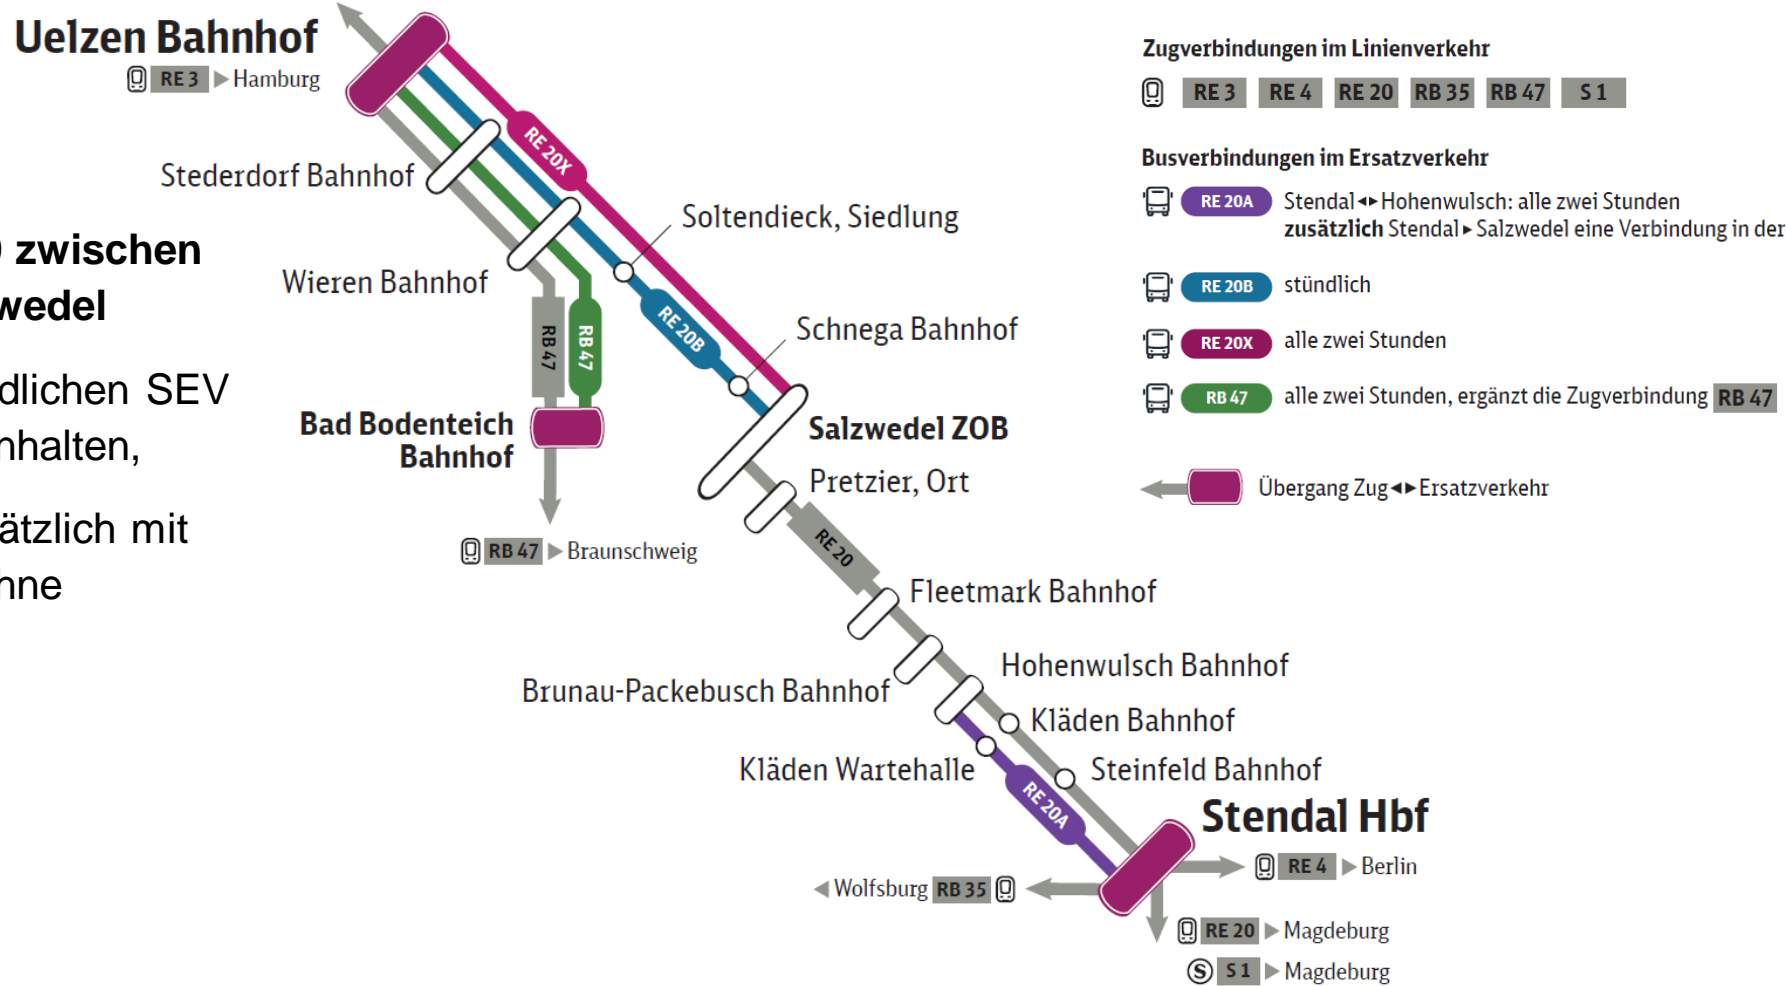 Uelzen Bahnhof
RE 3 ▶ Hamburg
Stederdorf Bahnhof
zwischen
wedel
Wieren Bahnhof
dlichen SEV
nhalten,
ätzlich mit
hne
RE 20X
Soltendieck, Siedlung
RE 20B
Schnega Bahnhof
RB 47
RB 47
Bad Bodenteich
Bahnhof
RB 47 ▶ Braunschweig
Salzwedel ZOB
Pretzier, Ort
RE 20
Fleetmark Bahnhof
Brunau-Packebusch Bahnhof
Hohenwulsch Bahnhof
Kläden Bahnhof
Kläden Wartehalle
Steinfeld Bahnhof
RE 20A
Stendal Hbf
RE 4 ▶ Berlin
◀ Wolfsburg RB 35
RE 20 ▶ Magdeburg
S S 1 ▶ Magdeburg
Zugverbindungen im Linienverkehr
RE 3 RE 4 RE 20 RB 35 RB 47 S 1
Busverbindungen im Ersatzverkehr
RE 20A Stendal◂▸Hohenwulsch: alle zwei Stunden
zusätzlich Stendal▸Salzwedel eine Verbindung in der
RE 20B stündlich
RE 20X alle zwei Stunden
RB 47 alle zwei Stunden, ergänzt die Zugverbindung RB 47
Übergang Zug◂▸Ersatzverkehr